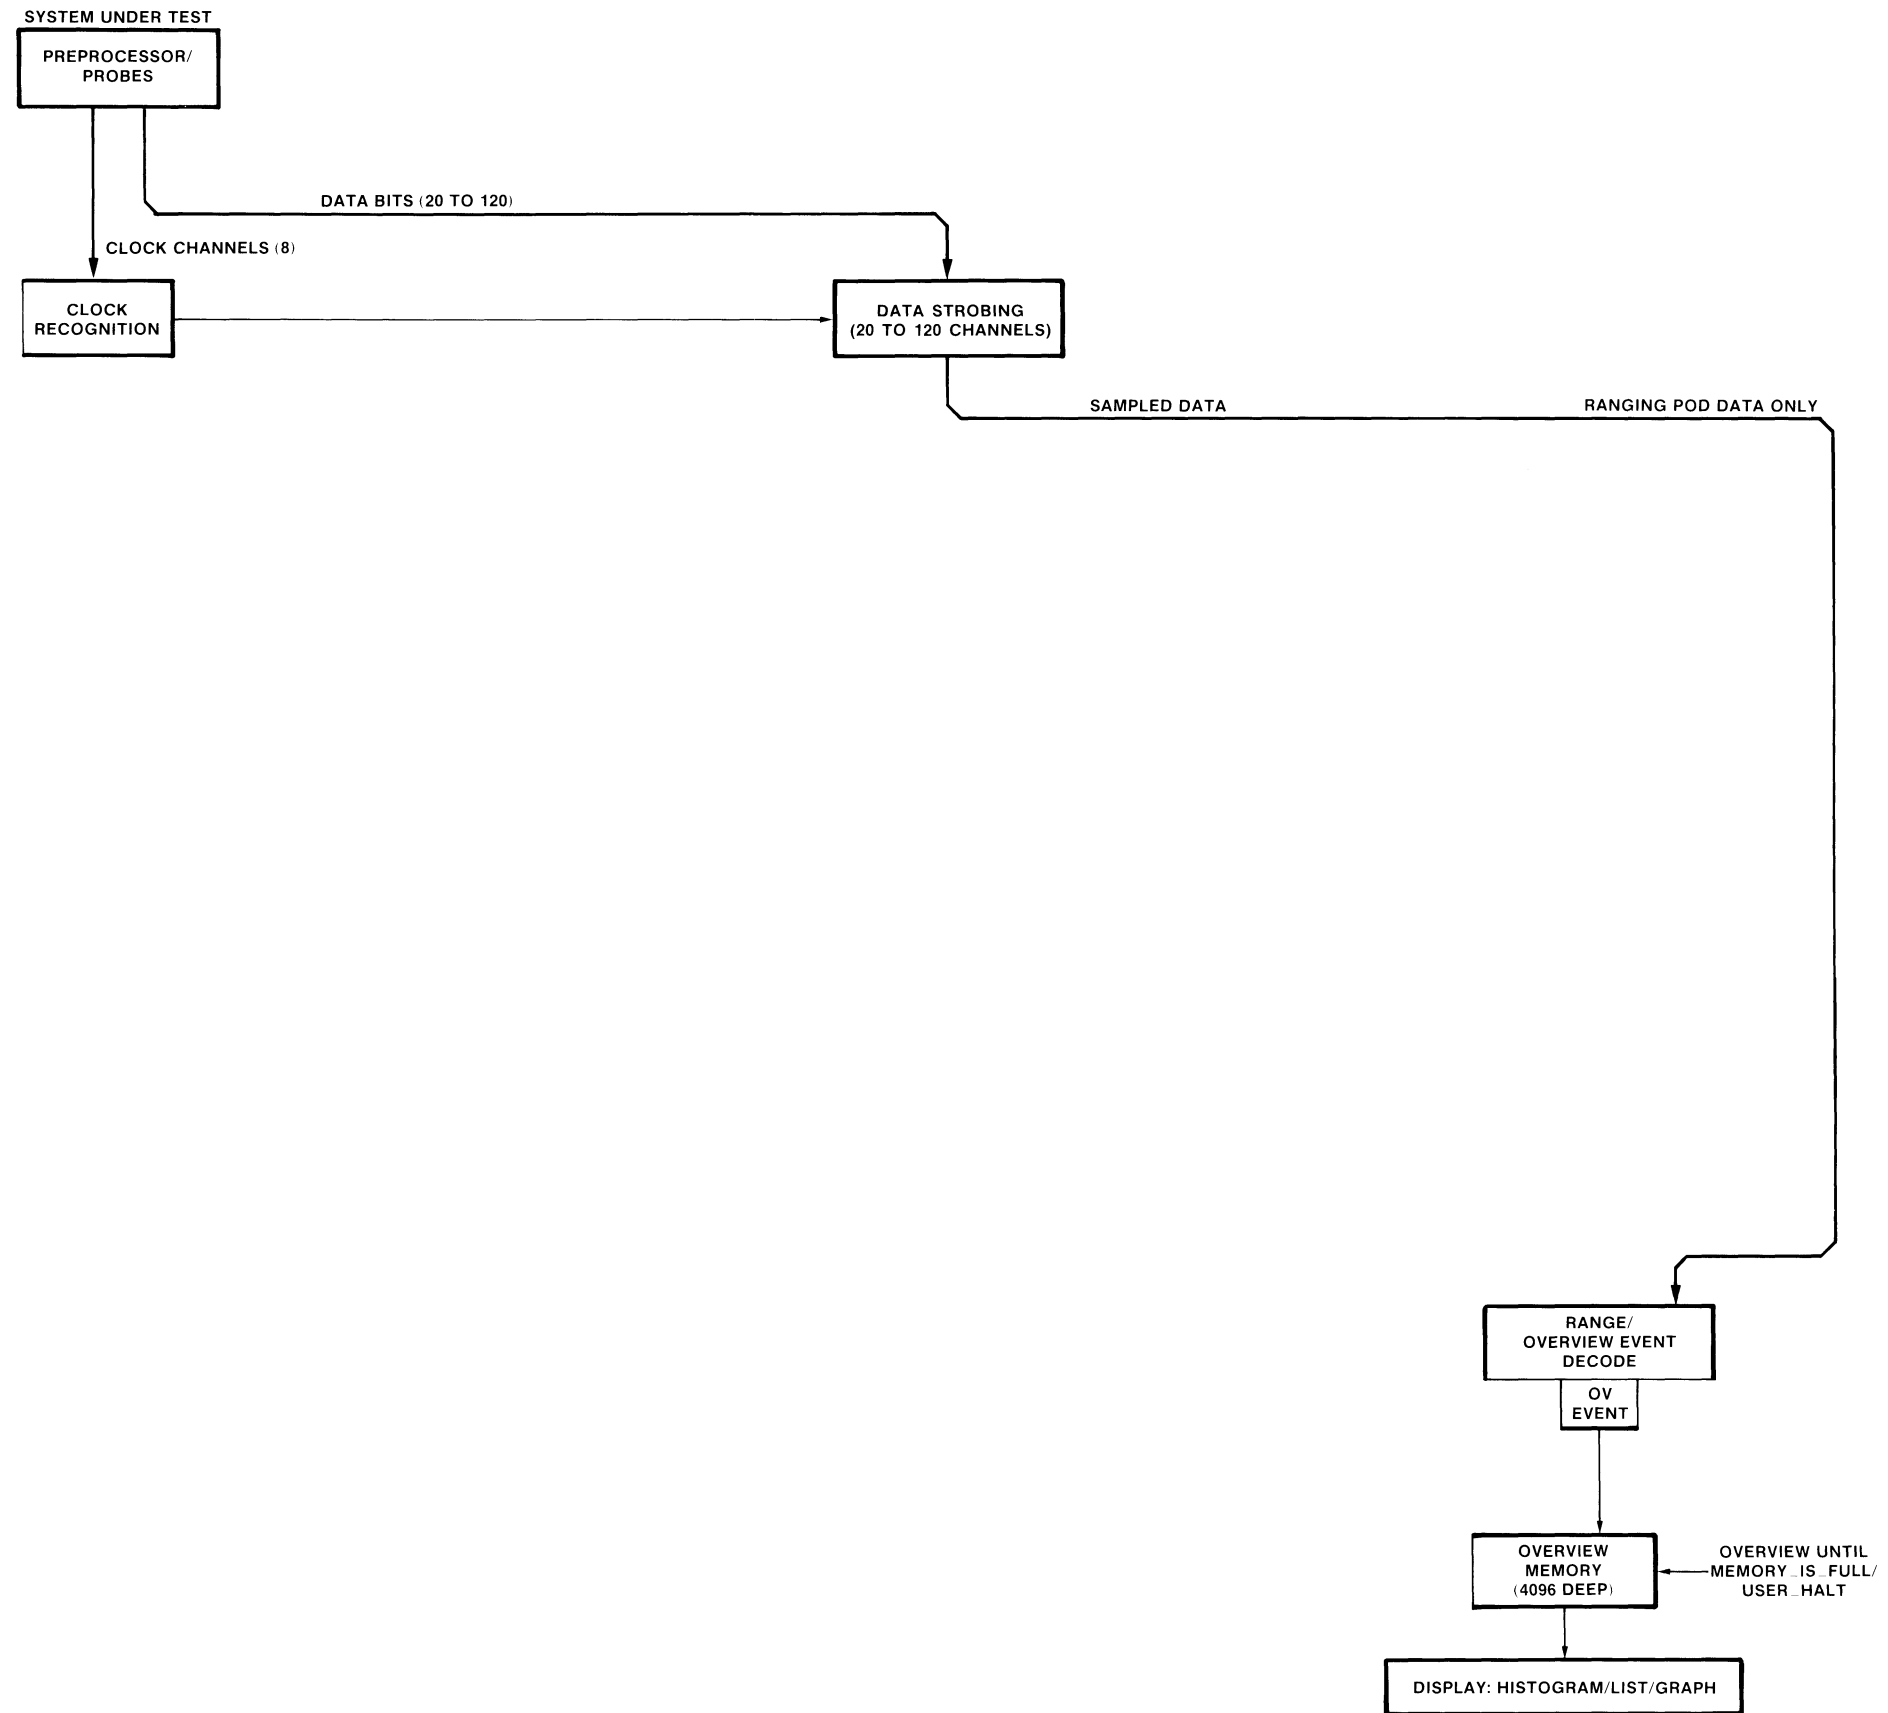 SYSTEM UNDER TEST
PREPROCESSOR/
PROBES
DATA BITS (20 TO 120)
CLOCK CHANNELS (8)
CLOCK
RECOGNITION
DATA STROBING
(20 TO 120 CHANNELS)
SAMPLED DATA
RANGING POD DATA ONLY
RANGE/
OVERVIEW EVENT
DECODE
OV
EVENT
OVERVIEW
MEMORY
(4096 DEEP)
OVERVIEW UNTIL
MEMORY_IS_FULL/
USER_HALT
DISPLAY: HISTOGRAM/LIST/GRAPH